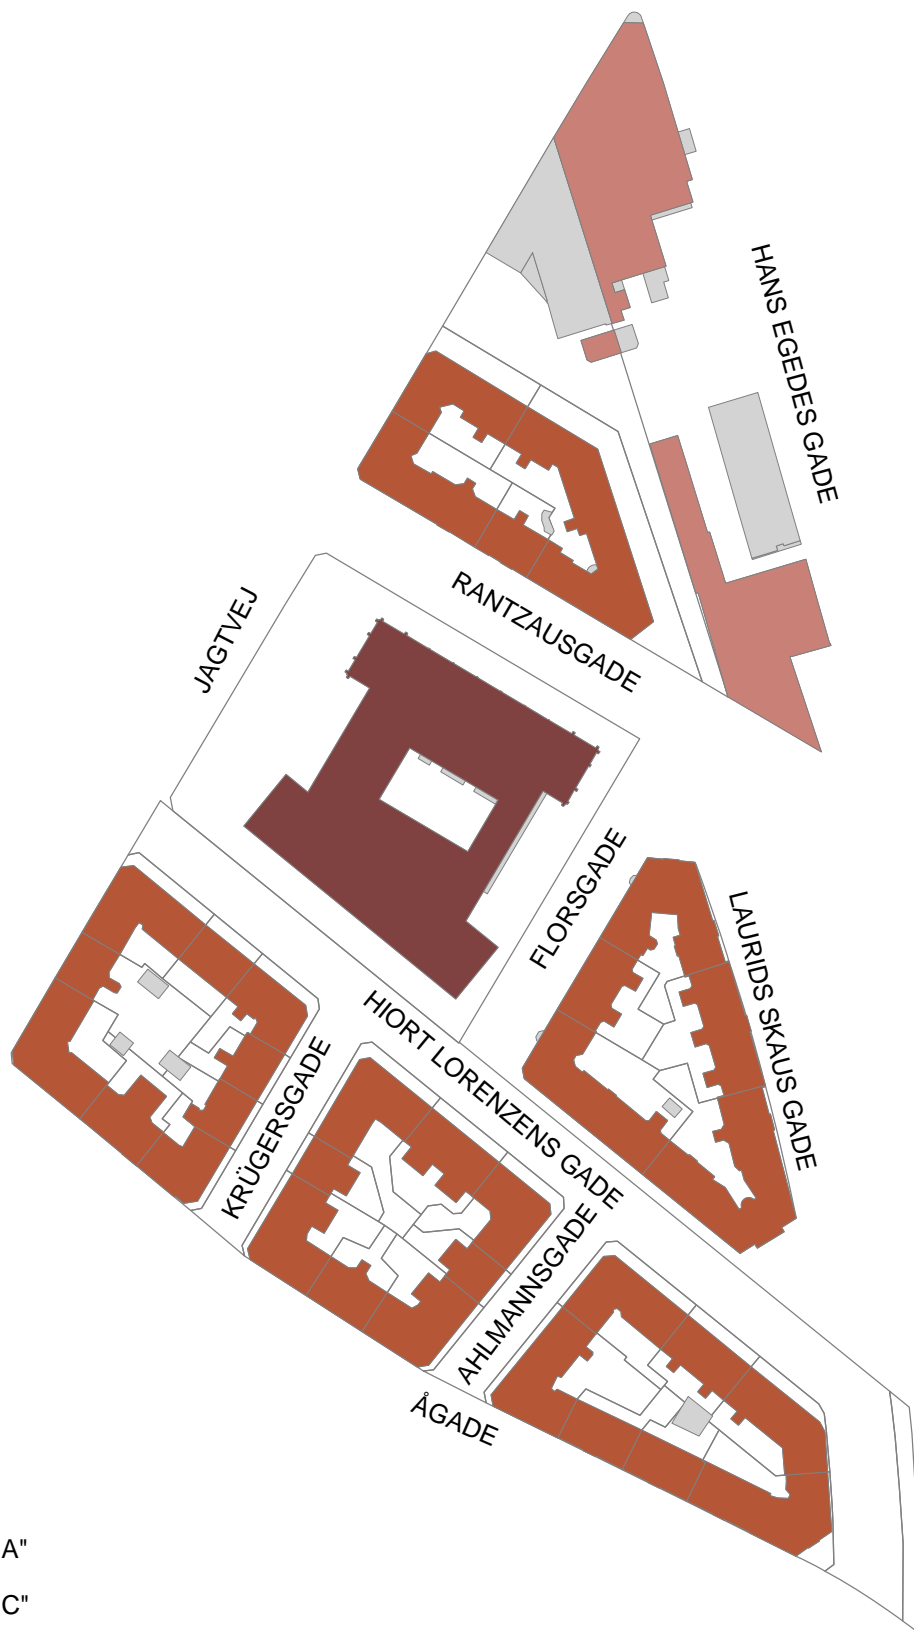 HANS EGEDES GADE
RANTZAUSGADE
JAGTVEJ
FLORSGADE
LAURIDS SKAUS GADE
HIORT LORENZENS GADE
KRÜGERSGADE
AHLMANNSGADE
ÅGADE
A"
C"